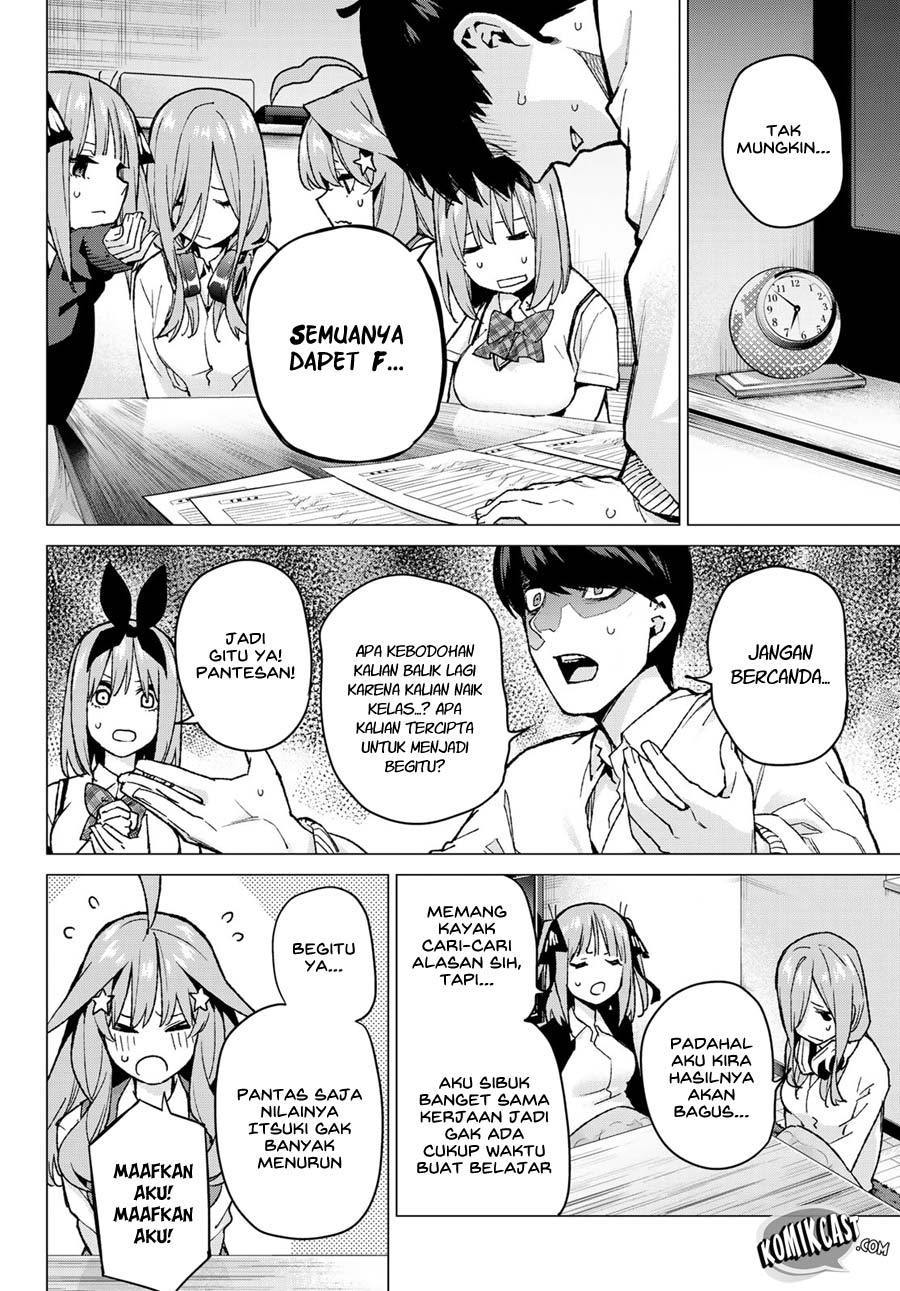 TAK
MUNGKIN...
SEMUANYA
DAPET F...
JANGAN
BERCANDA...
APA KEBODOHAN
KALIAN BALIK LAGI
KARENA KALIAN NAIK
KELAS..? APA
KALIAN TERCIPTA
UNTUK MENJADI
BEGITU?
JADI
GITU YA!
PANTESAN!
PADAHAL
AKU KIRA
HASILNYA
AKAN
BAGUS...
MEMANG
KAYAK
CARI-CARI
ALASAN SIH,
TAPI...
AKU SIBUK
BANGET SAMA
KERJAAN JADI
GAK ADA
CUKUP WAKTU
BUAT BELAJAR
BEGITU
YA...
PANTAS SAJA
NILAINYA
ITSUKI GAK
BANYAK
MENURUN
MAAFKAN
AKU!
MAAFKAN
AKU!
KOMIKCAST.COM